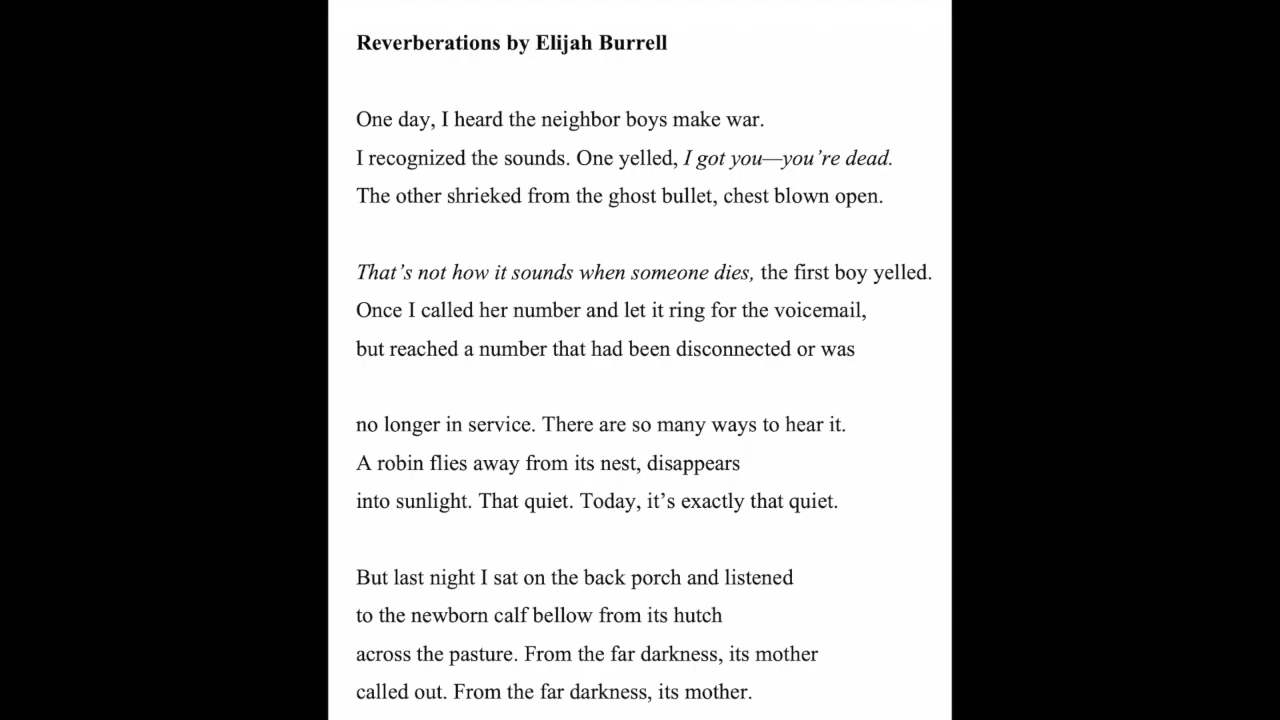 Reverberations by Elijah Burrell
One day, I heard the neighbor boys make war.
I recognized the sounds. One yelled, I got you—you’re dead.
The other shrieked from the ghost bullet, chest blown open.
That’s not how it sounds when someone dies, the first boy yelled.
Once I called her number and let it ring for the voicemail,
but reached a number that had been disconnected or was
no longer in service. There are so many ways to hear it.
A robin flies away from its nest, disappears
into sunlight. That quiet. Today, it’s exactly that quiet.
But last night I sat on the back porch and listened
to the newborn calf bellow from its hutch
across the pasture. From the far darkness, its mother
called out. From the far darkness, its mother.